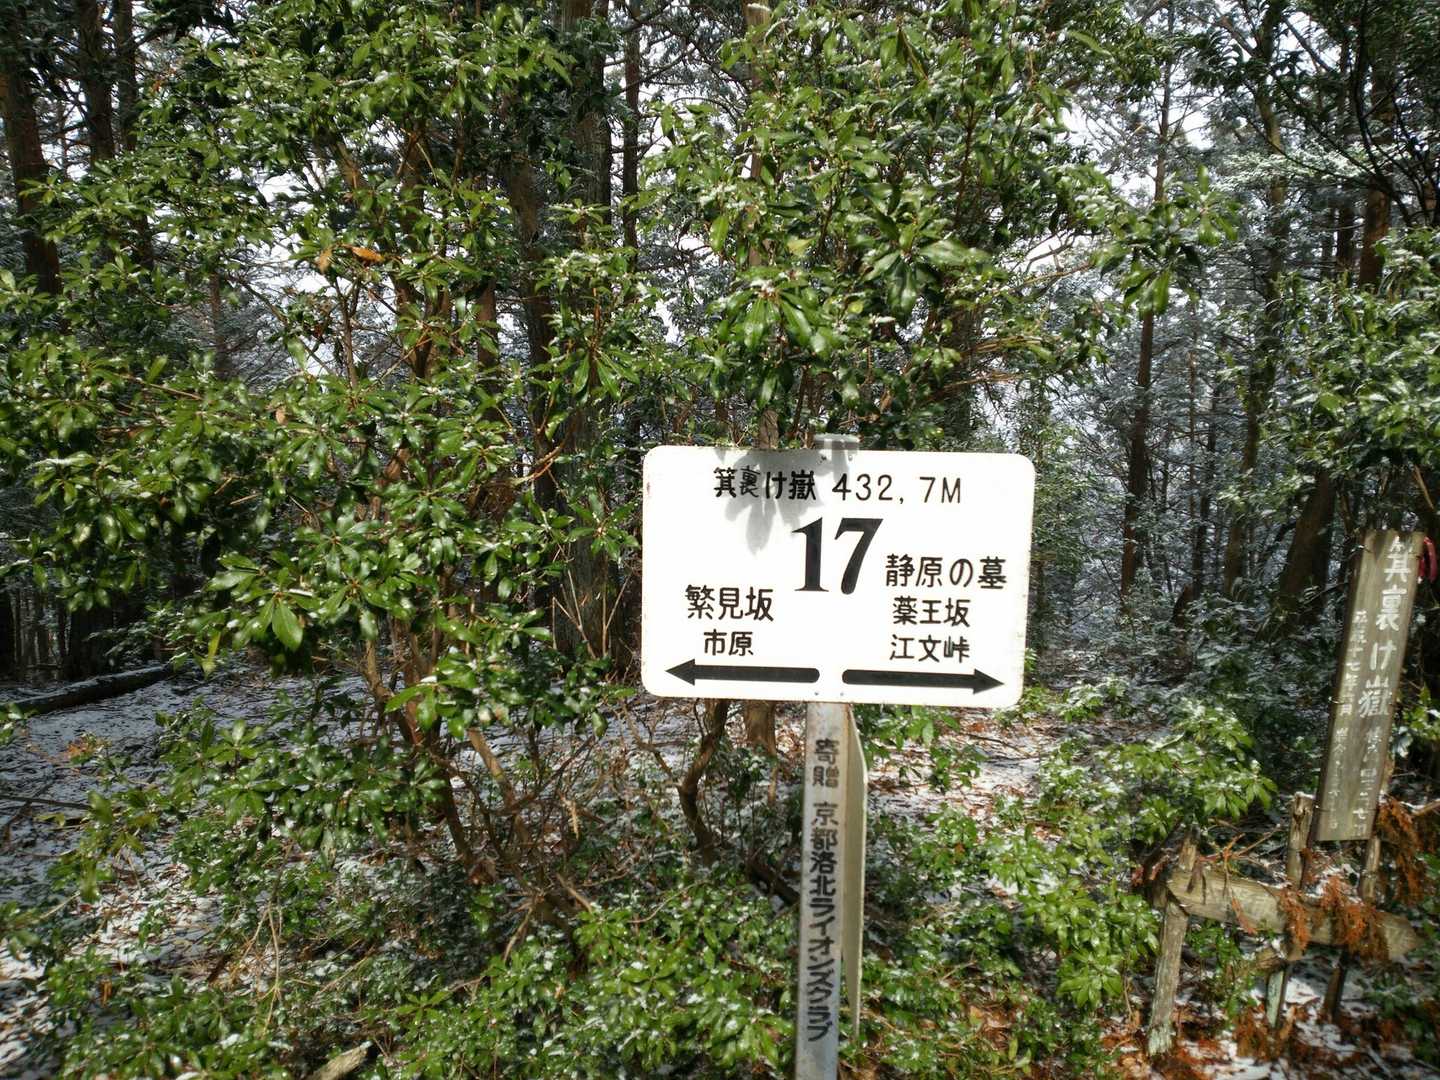 箕裏け嶽 432,7M
17
静原の墓
繁見坂
薬王坂
市原
江文峠
寄贈 京都洛北ライオンズクラブ
箕裏け嶽